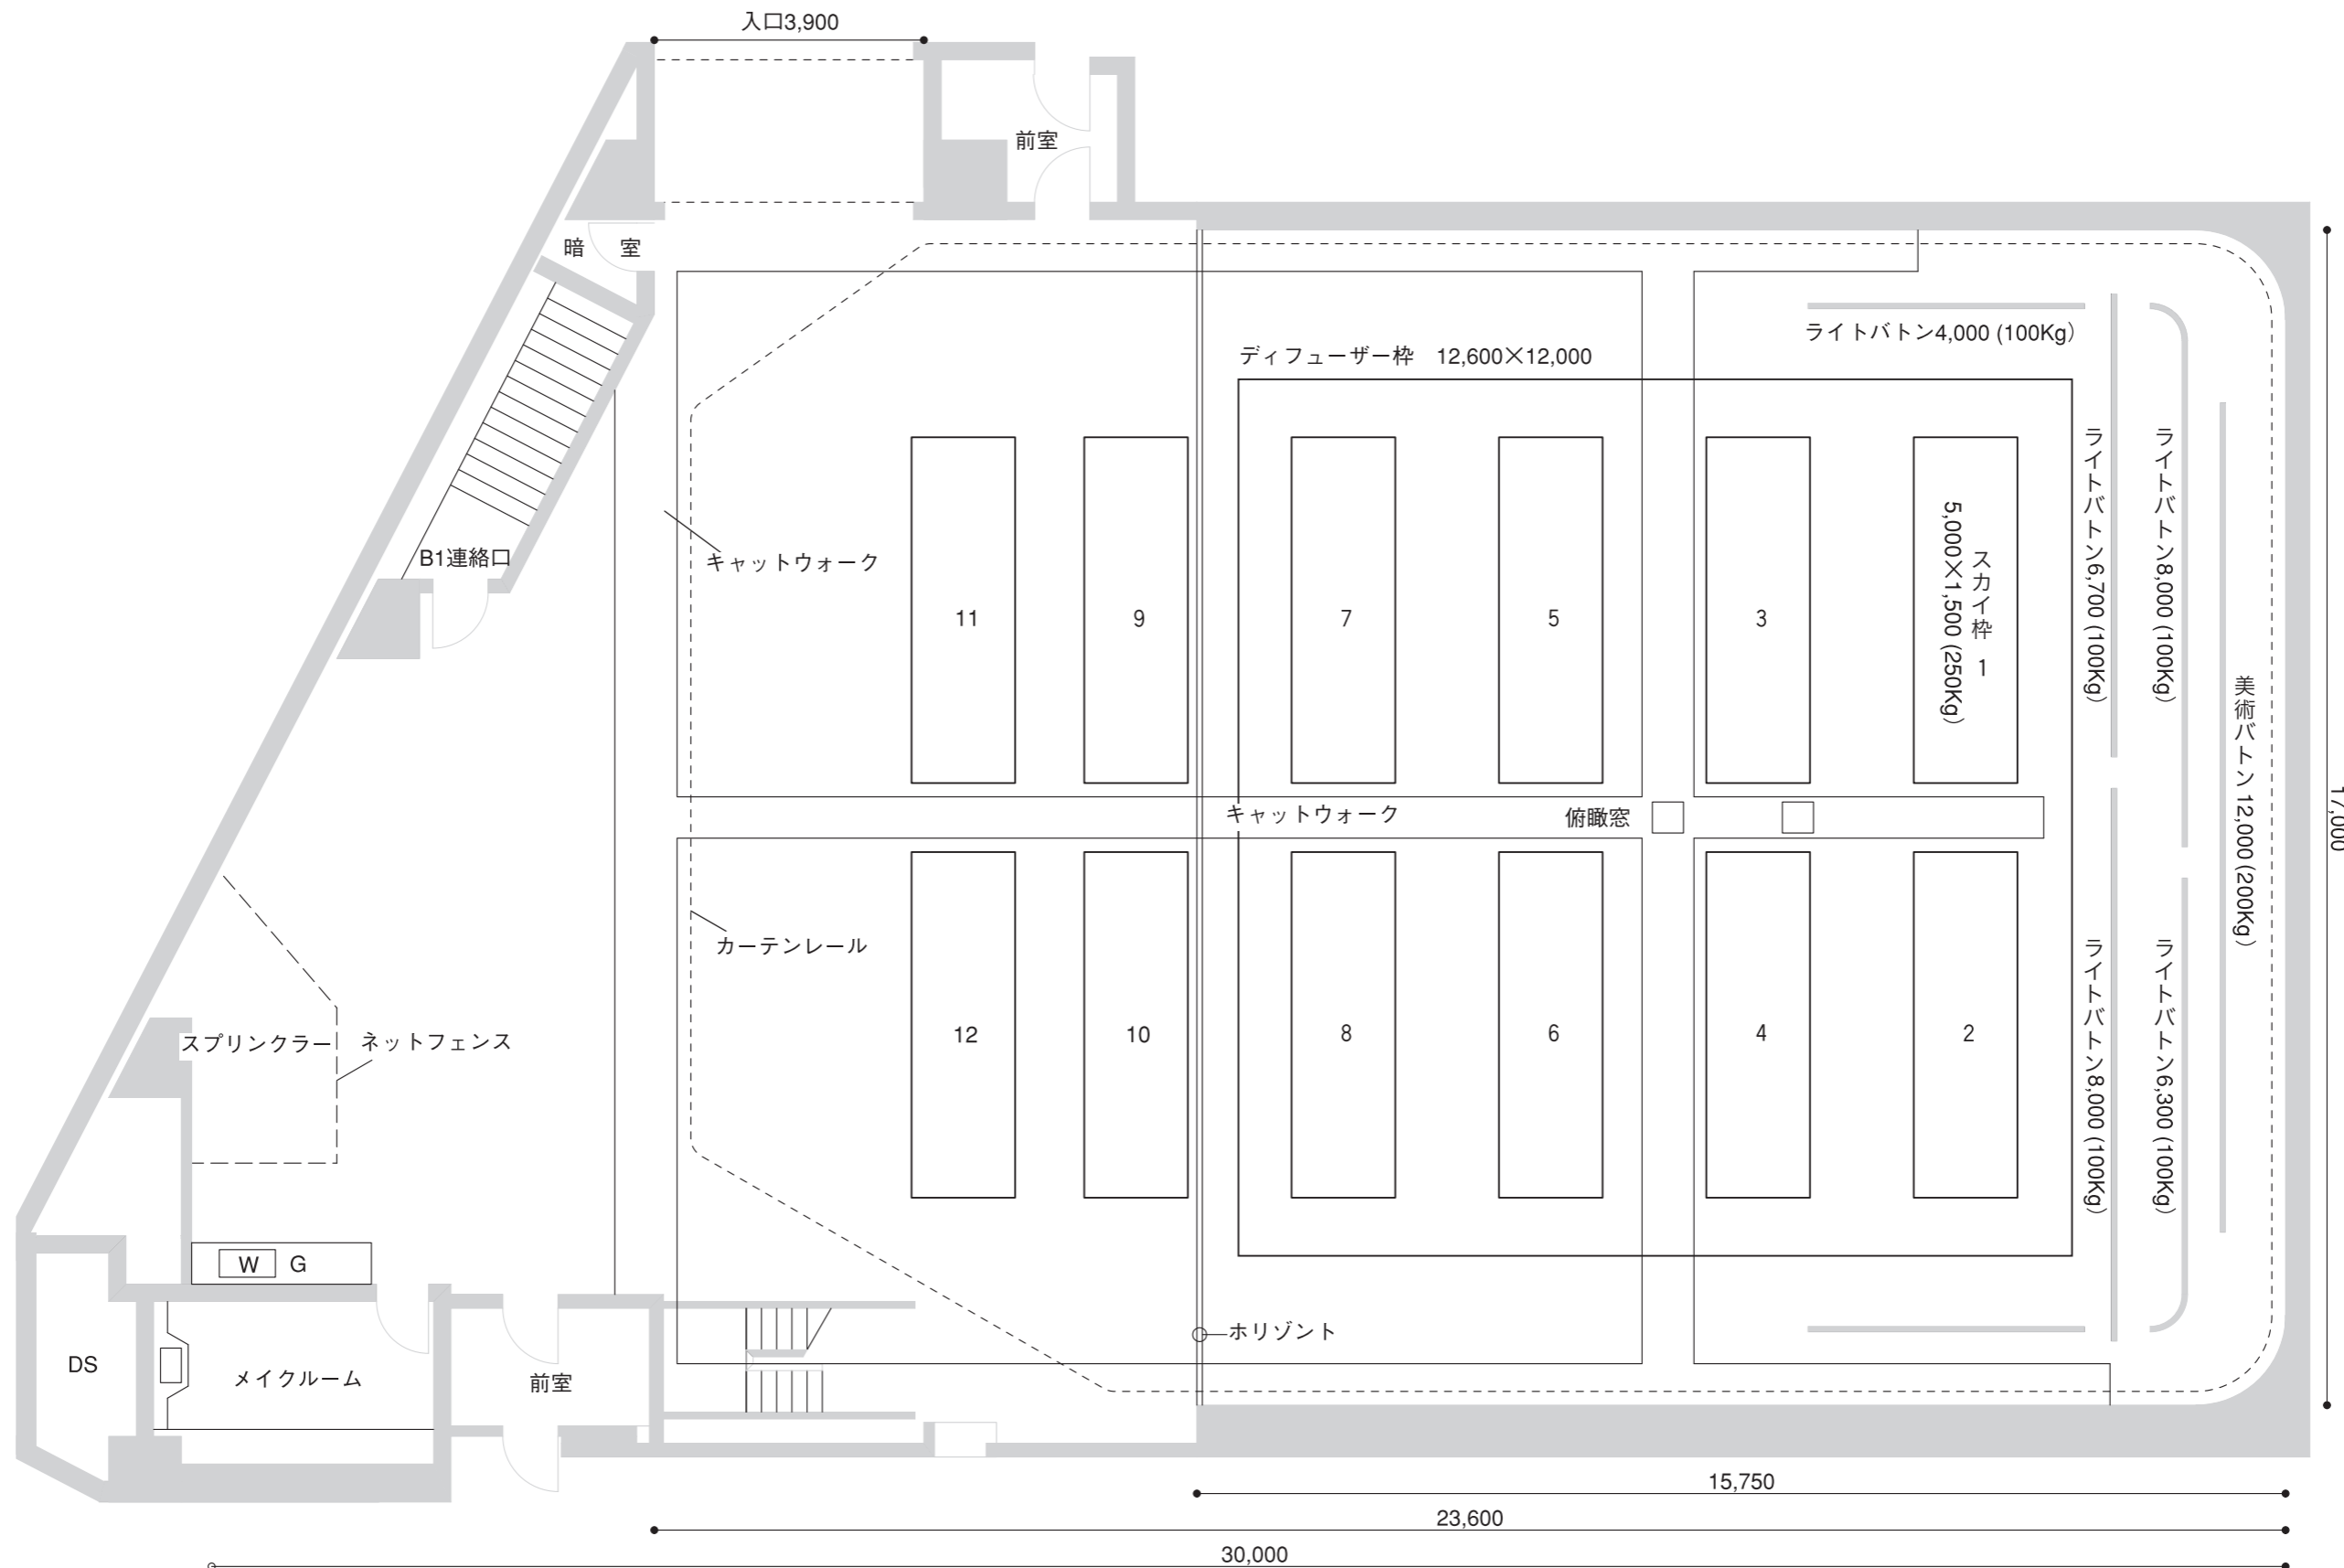 入口3,900
前室
暗 室
ライトバトン4,000 (100Kg)
ディフューザー枠 12,600×12,000
B1連絡口
キャットウォーク
11
9
7
5
3
スカイ枠 1
5,000×1,500 (250Kg)
ライトバトン6,700 (100Kg)
ライトバトン8,000 (100Kg)
美術バトン12,000 (200Kg)
17,000
キャットウォーク
俯瞰窓
カーテンレール
スプリンクラー
ネットフェンス
12
10
8
6
4
2
ライトバトン8,000 (100Kg)
ライトバトン6,300 (100Kg)
W G
ホリゾント
DS
メイクルーム
前室
15,750
23,600
30,000